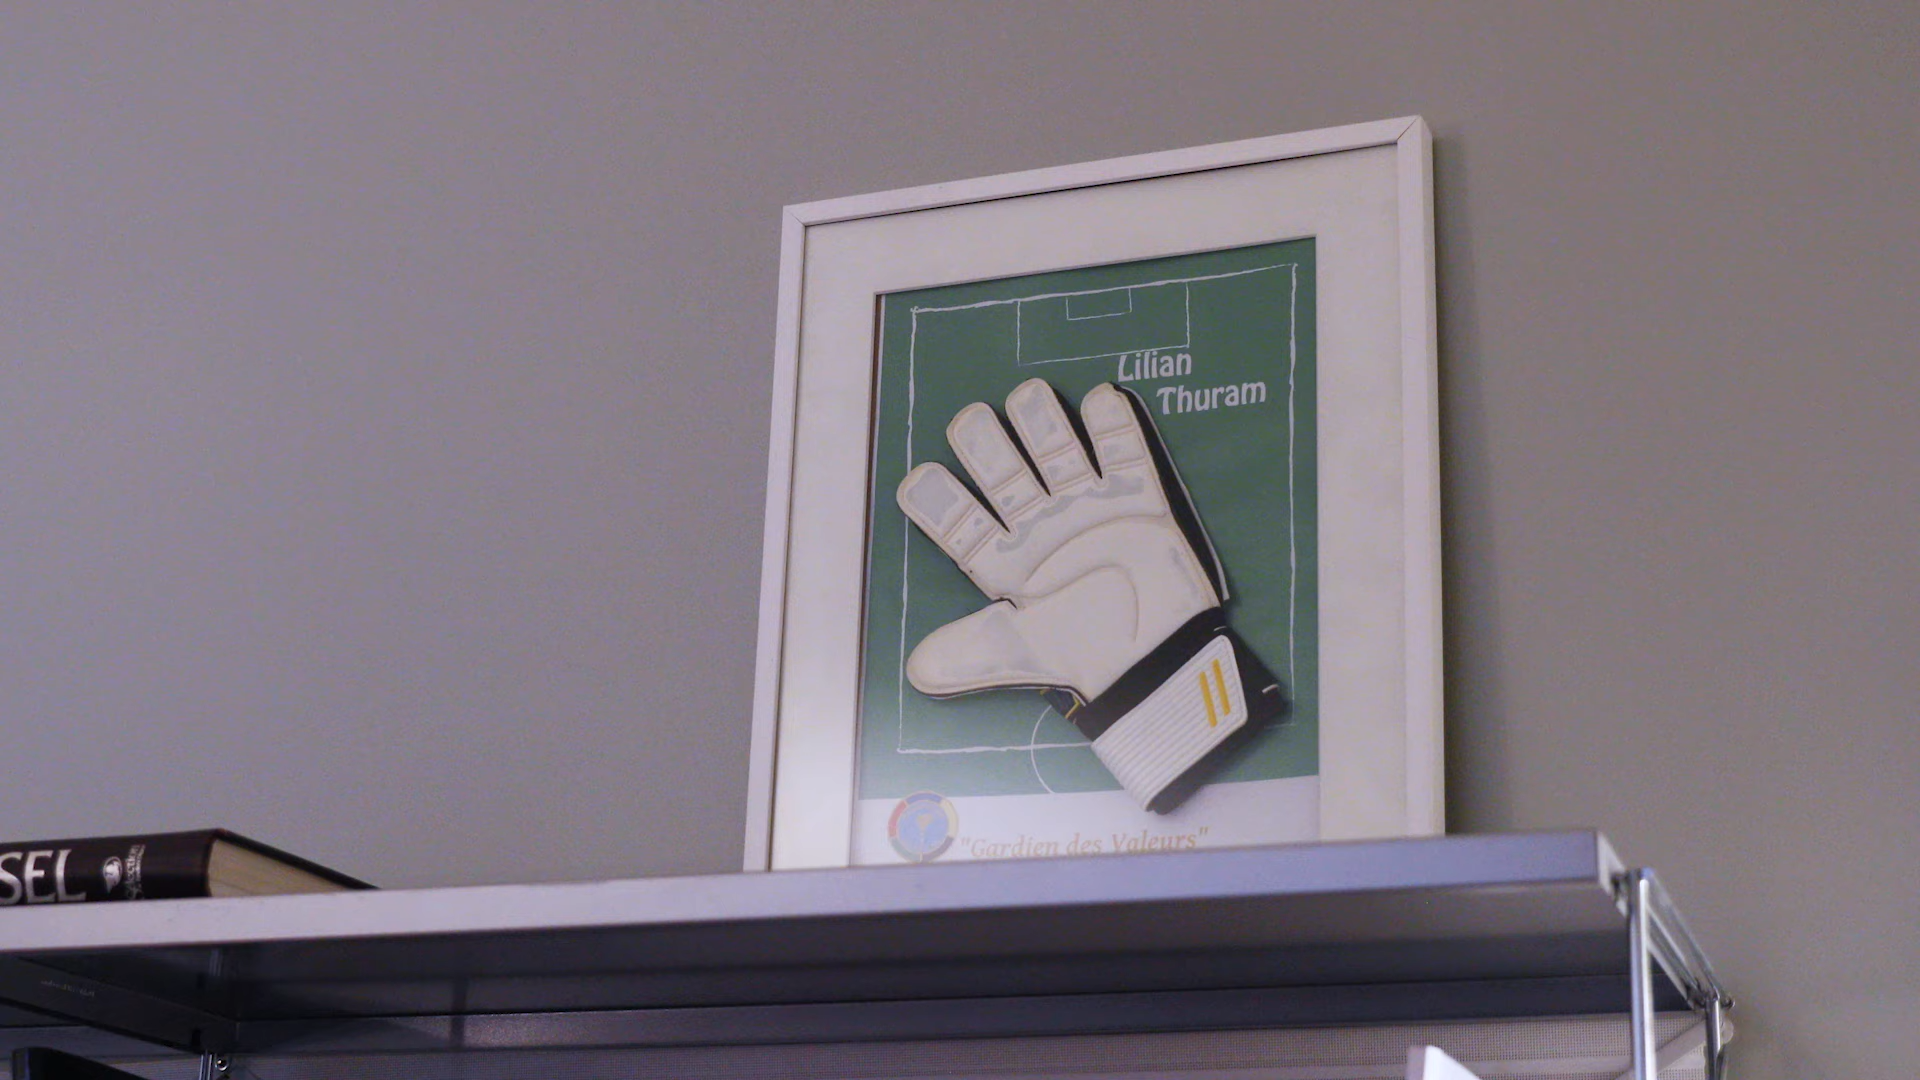 Lilian
Thuram
"Gardien des Valeurs"
SEL